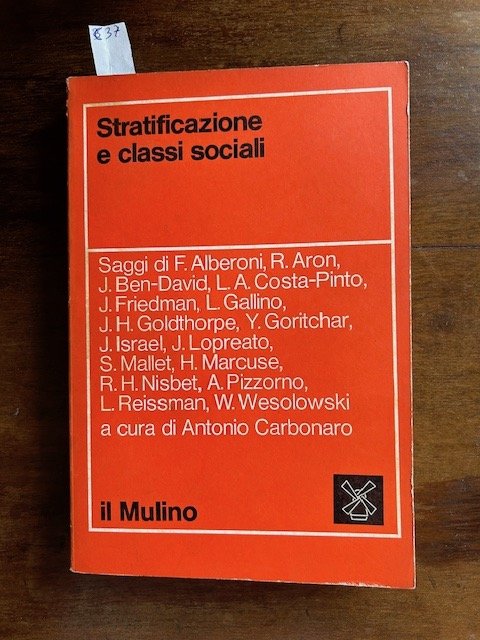 €37
Stratificazione
e classi sociali
Saggi di F. Alberoni, R. Aron,
J. Ben-David, L. A. Costa-Pinto,
J. Friedman, L. Gallino,
J. H. Goldthorpe, Y. Goritchar,
J. Israel, J. Lopreato,
S. Mallet, H. Marcuse,
R. H. Nisbet, A. Pizzorno,
L. Reissman, W. Wesolowski
a cura di Antonio Carbonaro
il Mulino